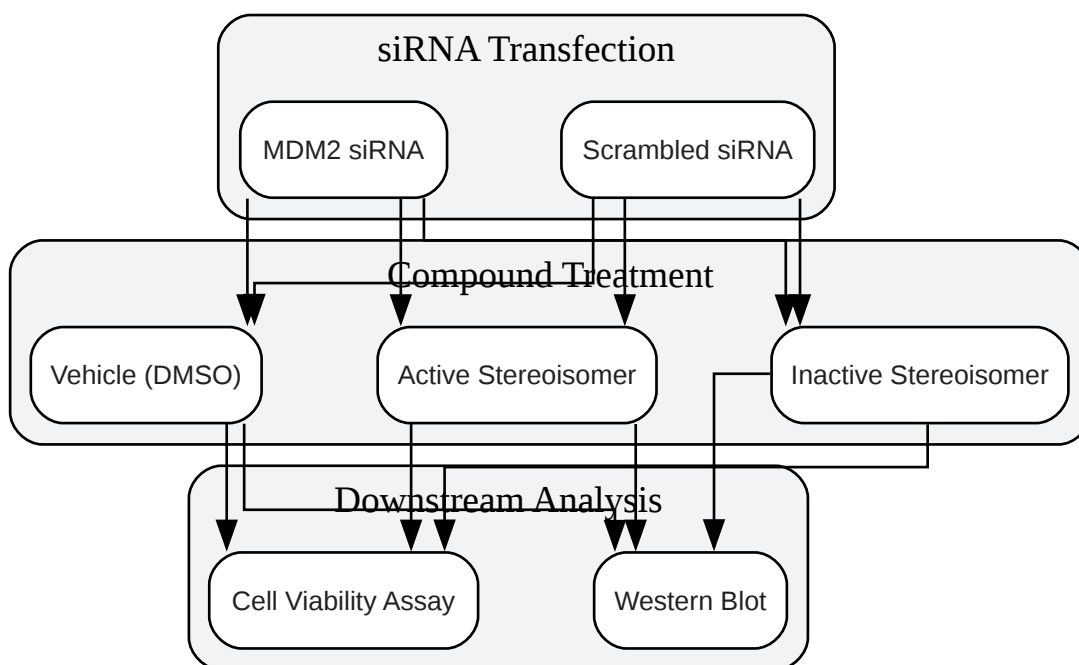 siRNA Transfection
MDM2 siRNA
Scrambled siRNA
Compound Treatment
Vehicle (DMSO)
Active Stereoisomer
Inactive Stereoisomer
Downstream Analysis
Cell Viability Assay
Western Blot